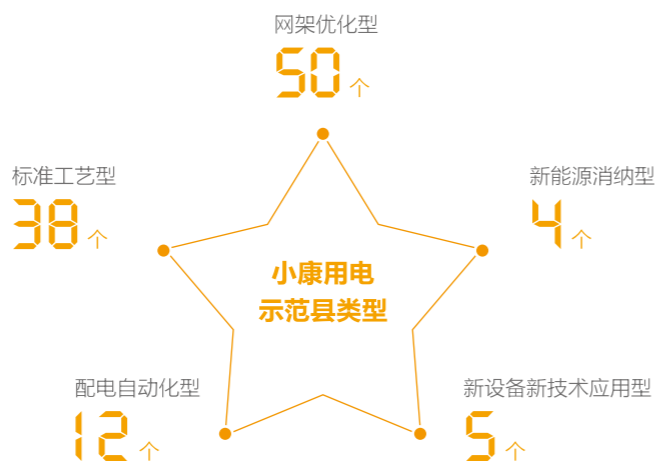 网架优化型
50个
标准工艺型
38个
新能源消纳型
4个
小康用电
示范县类型
配电自动化型
12个
新设备新技术应用型
5个